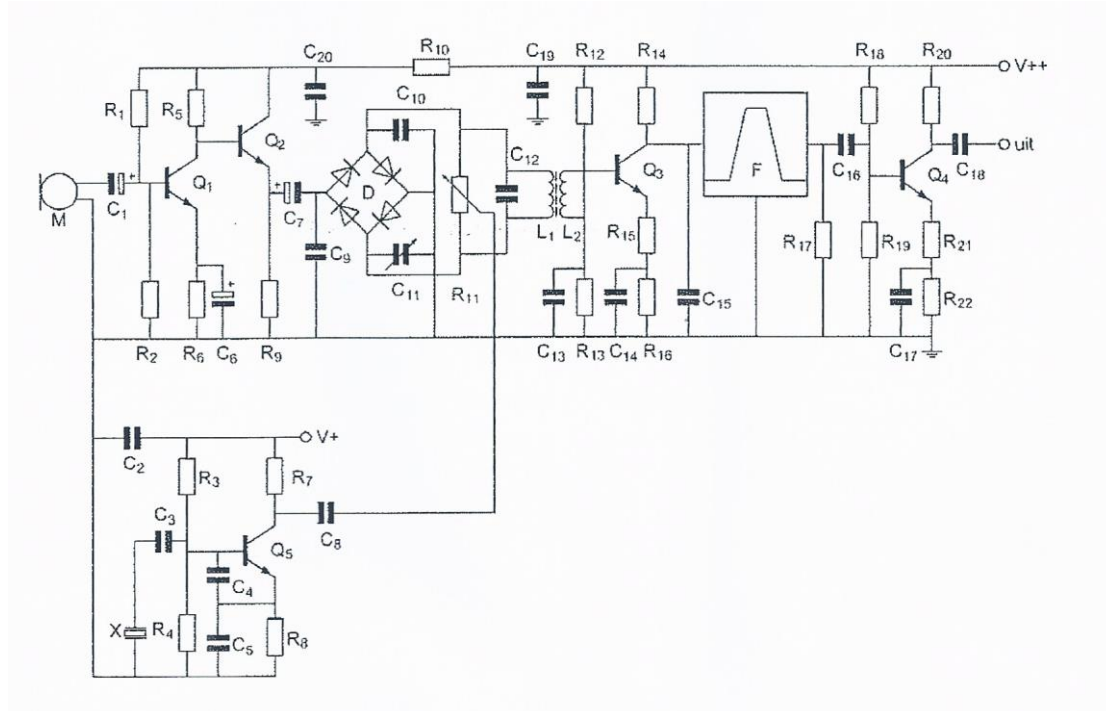 R10
C20
C19
R12
R14
R18
R20
V++
C10
R1
R5
Q2
Q1
C12
Q3
F
C16
Q4
C18
uit
M
C1
+
+
C7
D
L1 L2
R15
C9
R17
R19
R21
+
C11
R11
C15
R22
R2
R6
C6
R9
C13
R13
C14
R16
C17
V+
C2
R3
R7
C3
C8
Q5
C4
X
R4
C5
R8